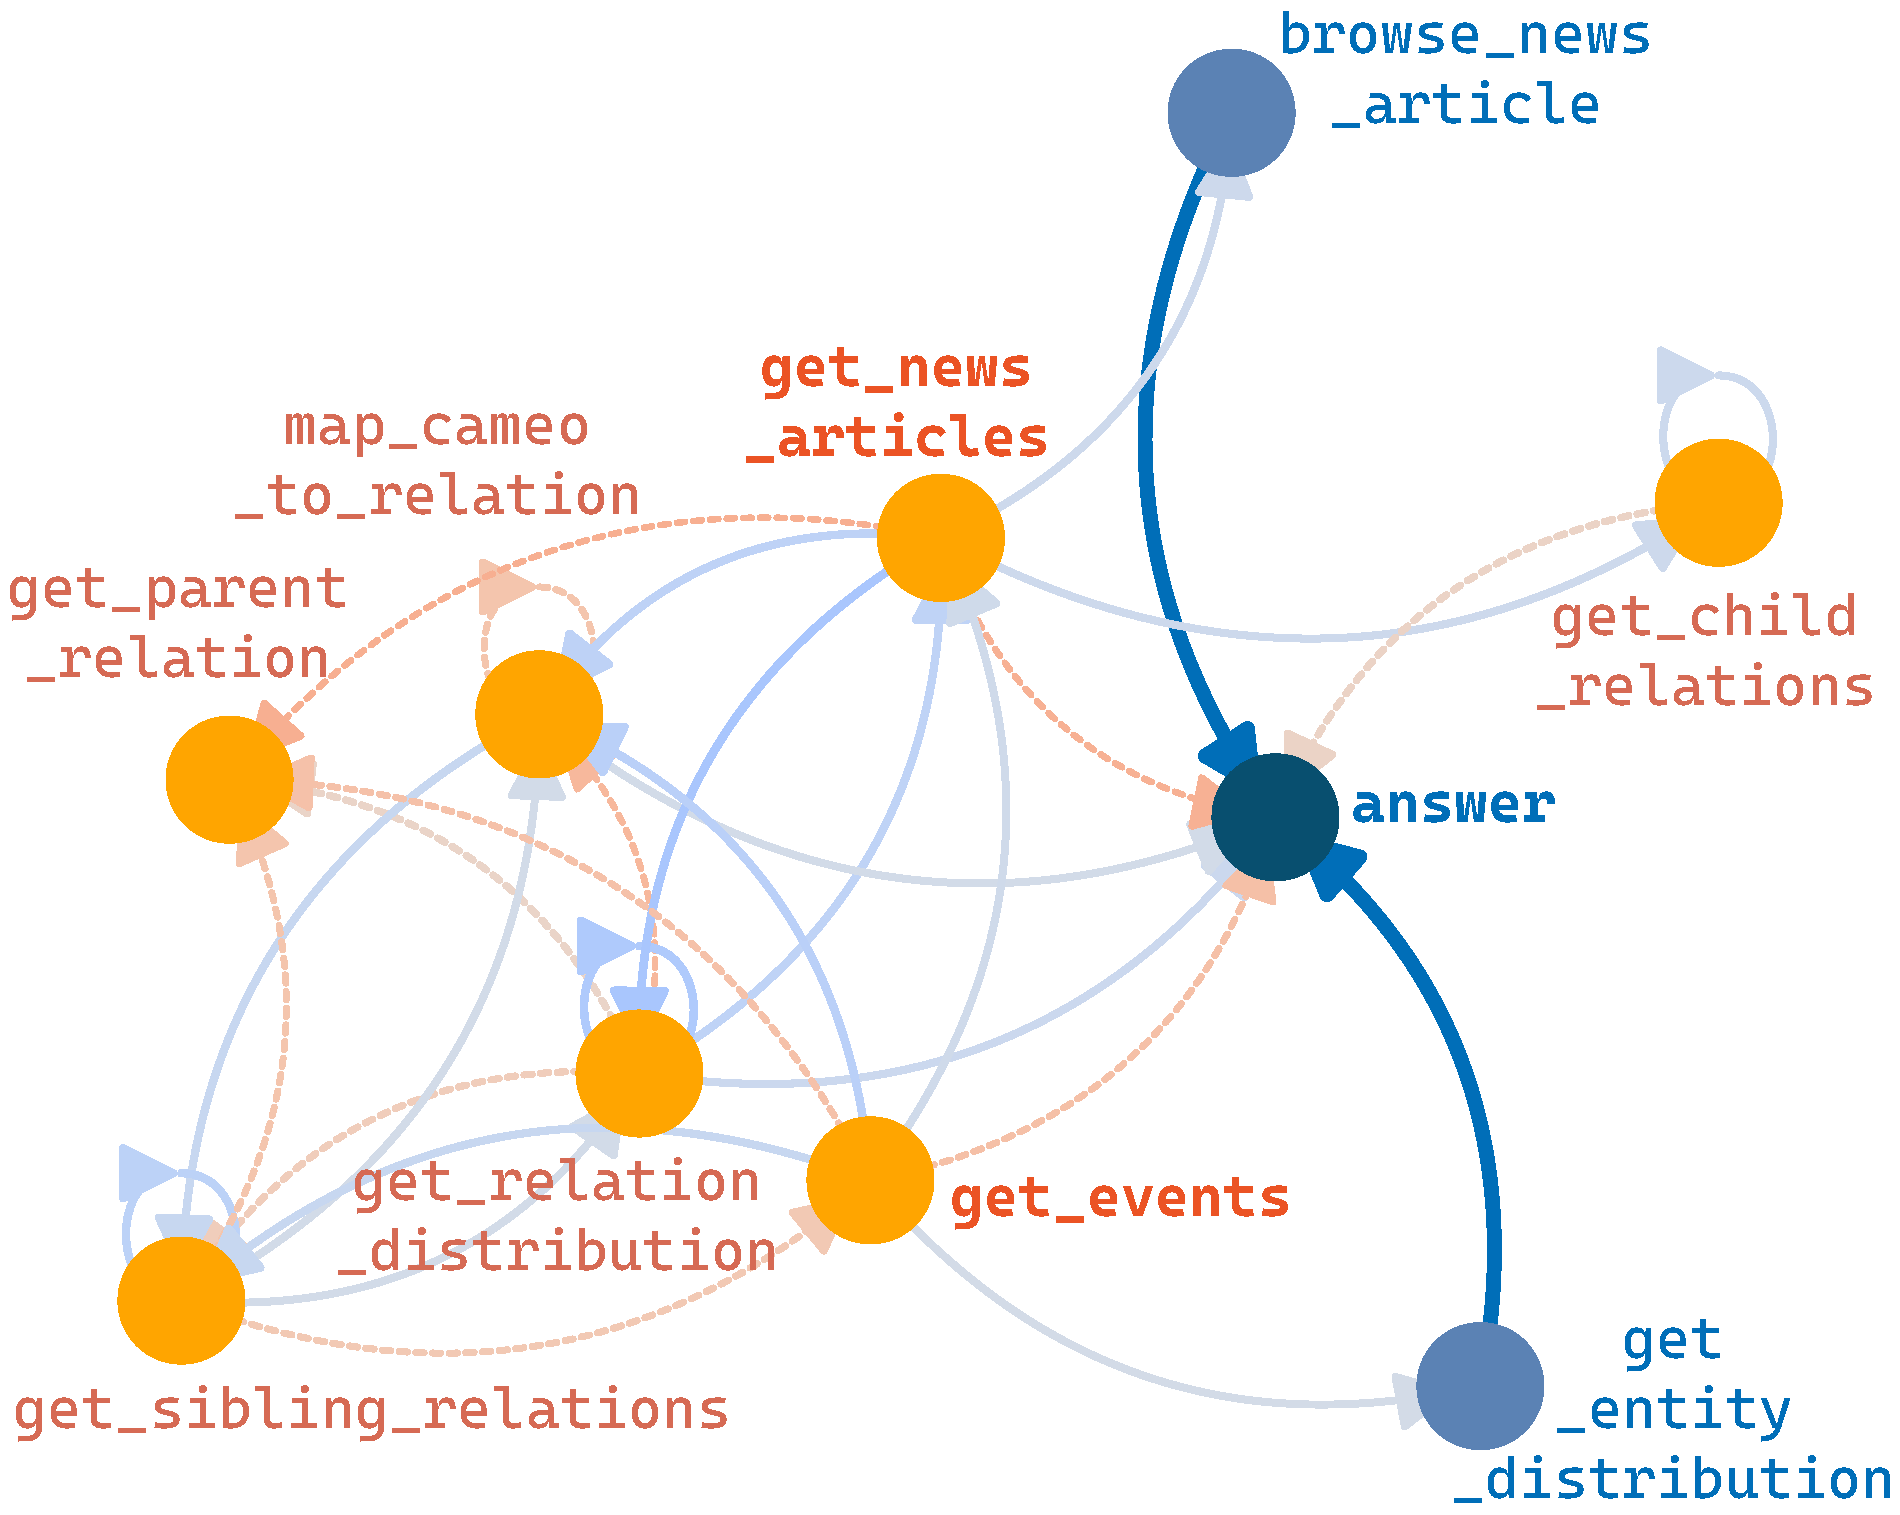 browse_news
_article
get_news
_articles
map_cameo
_to_relation
get_parent
_relation
get_child
_relations
answer
get_relation
_distribution
get_events
get_sibling_relations
get
_entity
_distribution